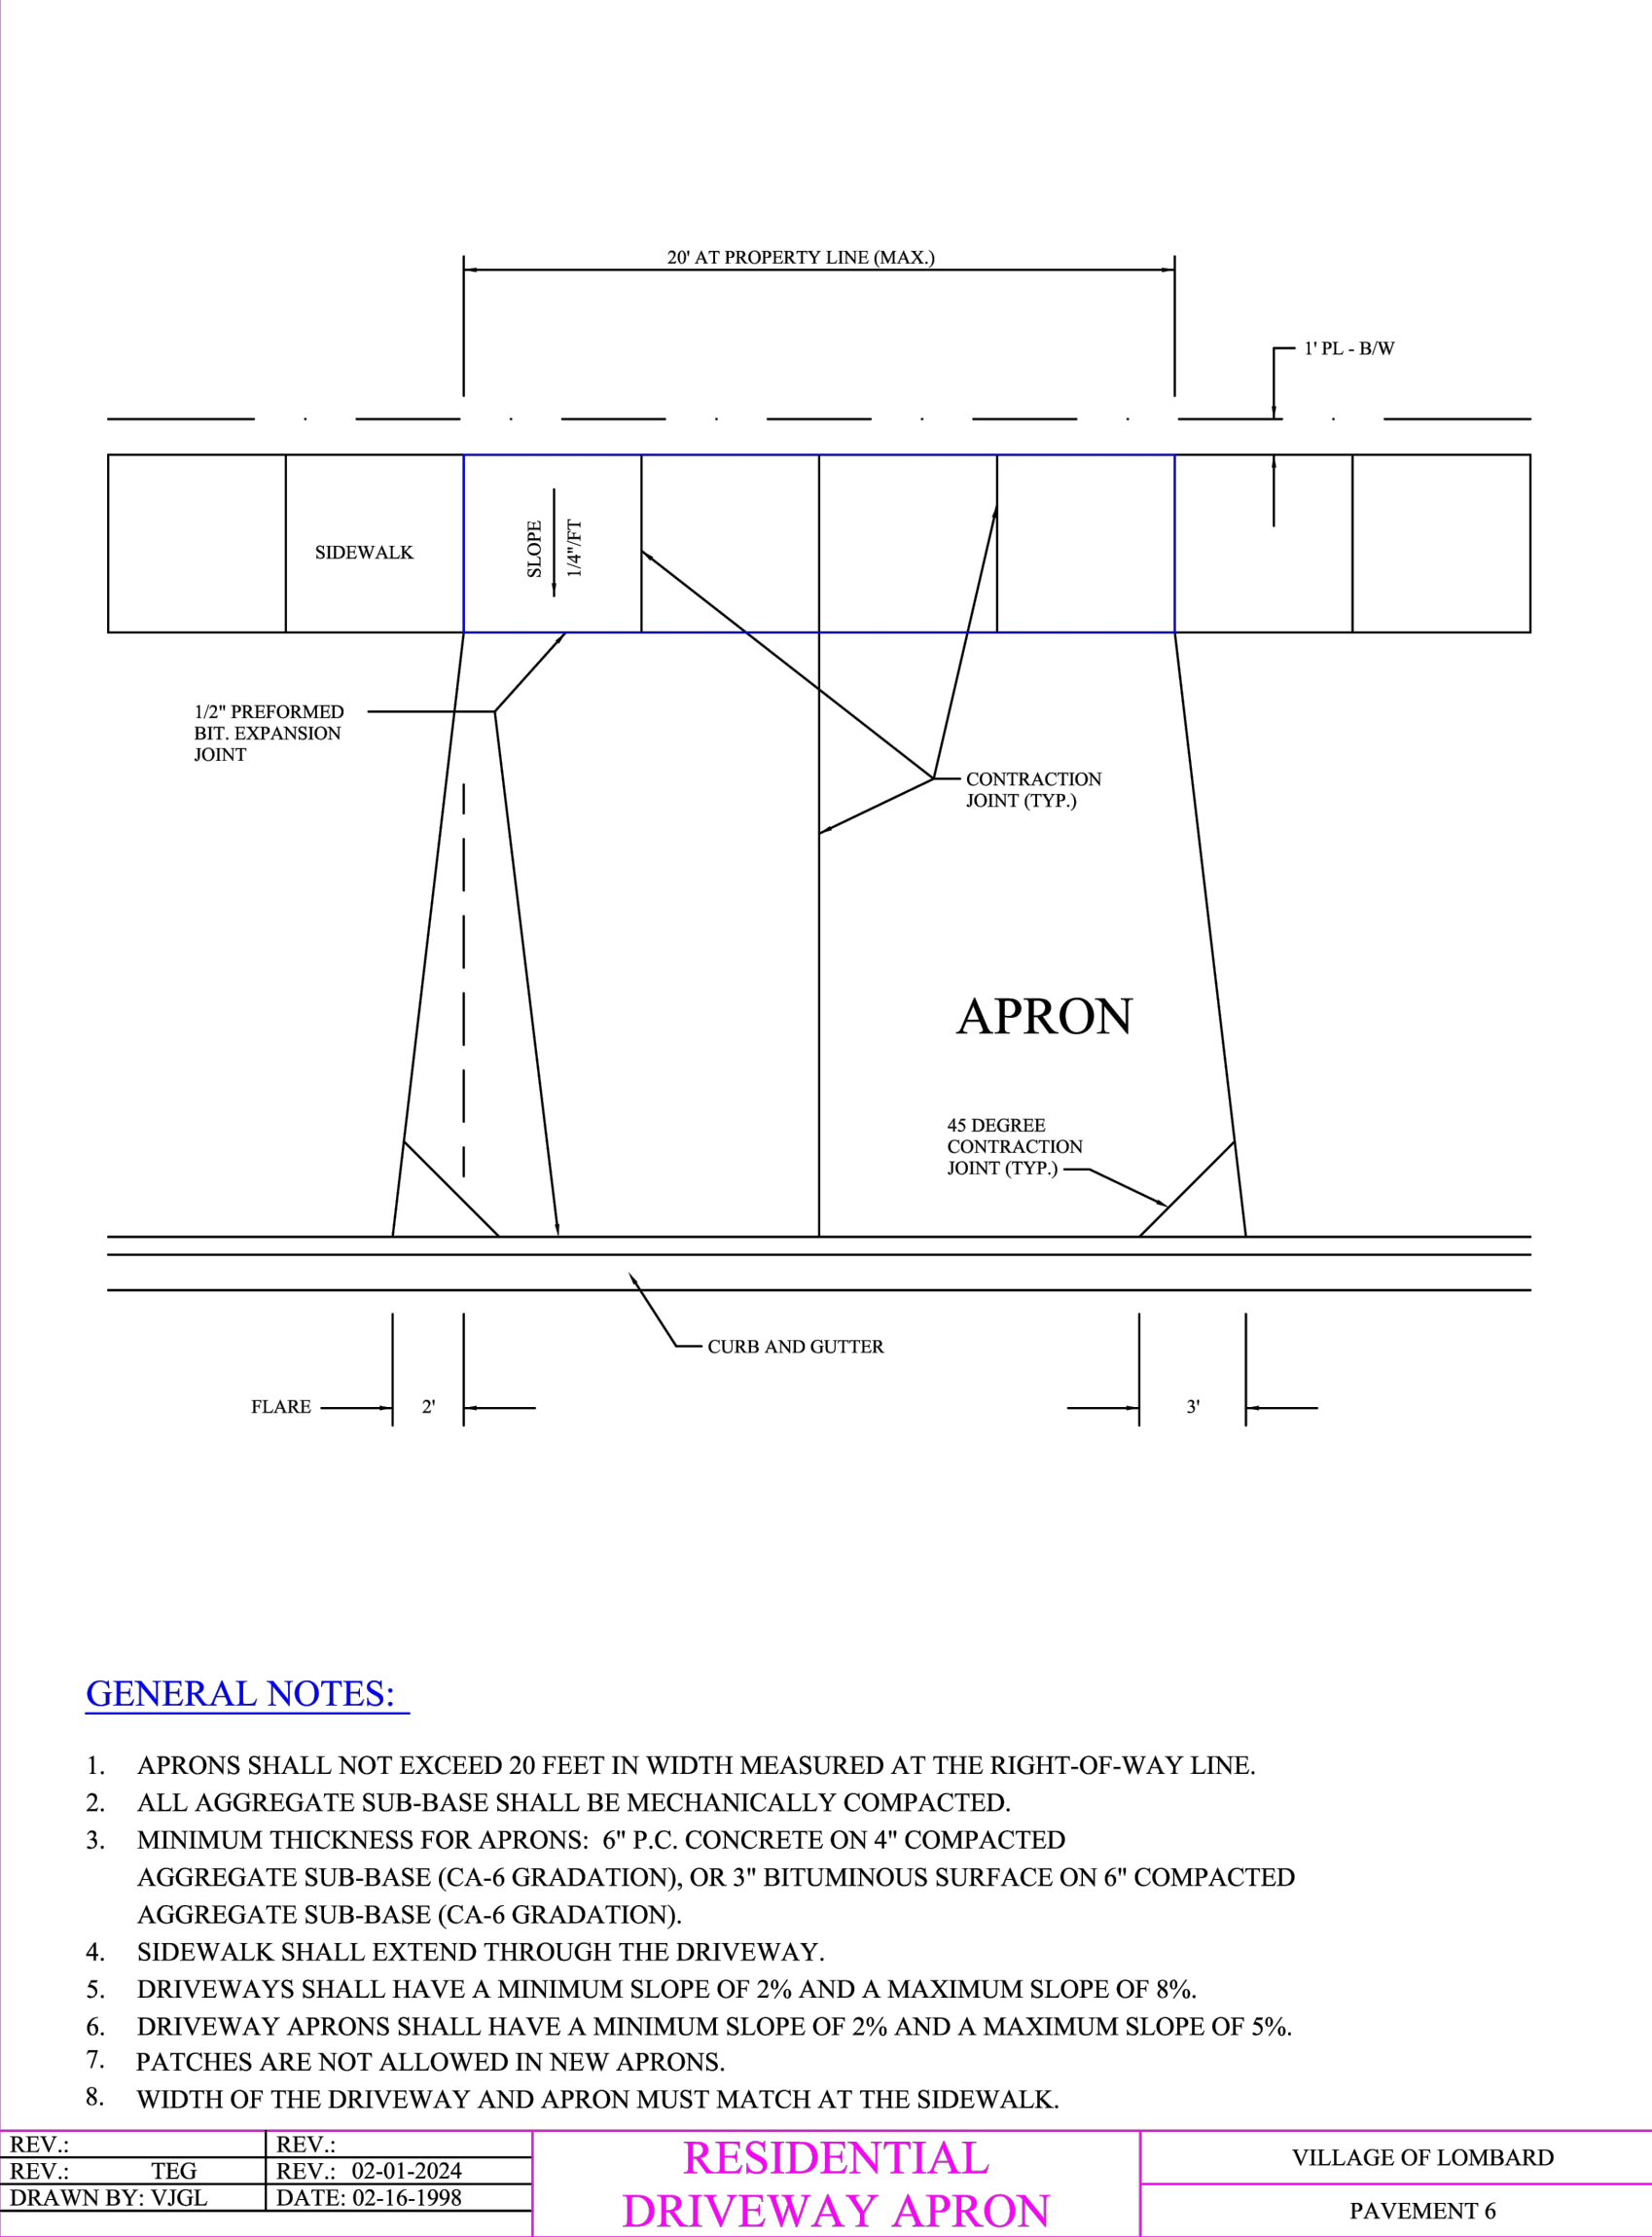 20' AT PROPERTY LINE (MAX.)
1' PL - B/W
SIDEWALK
SLOPE
1/4"/FT
1/2" PREFORMED
BIT. EXPANSION
JOINT
CONTRACTION
JOINT (TYP.)
APRON
45 DEGREE
CONTRACTION
JOINT (TYP.)
CURB AND GUTTER
FLARE
2'
3'
GENERAL NOTES:
1. APRONS SHALL NOT EXCEED 20 FEET IN WIDTH MEASURED AT THE RIGHT-OF-WAY LINE.
2. ALL AGGREGATE SUB-BASE SHALL BE MECHANICALLY COMPACTED.
3. MINIMUM THICKNESS FOR APRONS: 6" P.C. CONCRETE ON 4" COMPACTED
AGGREGATE SUB-BASE (CA-6 GRADATION), OR 3" BITUMINOUS SURFACE ON 6" COMPACTED
AGGREGATE SUB-BASE (CA-6 GRADATION).
4. SIDEWALK SHALL EXTEND THROUGH THE DRIVEWAY.
5. DRIVEWAYS SHALL HAVE A MINIMUM SLOPE OF 2% AND A MAXIMUM SLOPE OF 8%.
6. DRIVEWAY APRONS SHALL HAVE A MINIMUM SLOPE OF 2% AND A MAXIMUM SLOPE OF 5%.
7. PATCHES ARE NOT ALLOWED IN NEW APRONS.
8. WIDTH OF THE DRIVEWAY AND APRON MUST MATCH AT THE SIDEWALK.
REV.:
REV.:
REV.: TEG
REV.: 02-01-2024
DRAWN BY: VJGL
DATE: 02-16-1998
RESIDENTIAL
DRIVEWAY APRON
VILLAGE OF LOMBARD
PAVEMENT 6